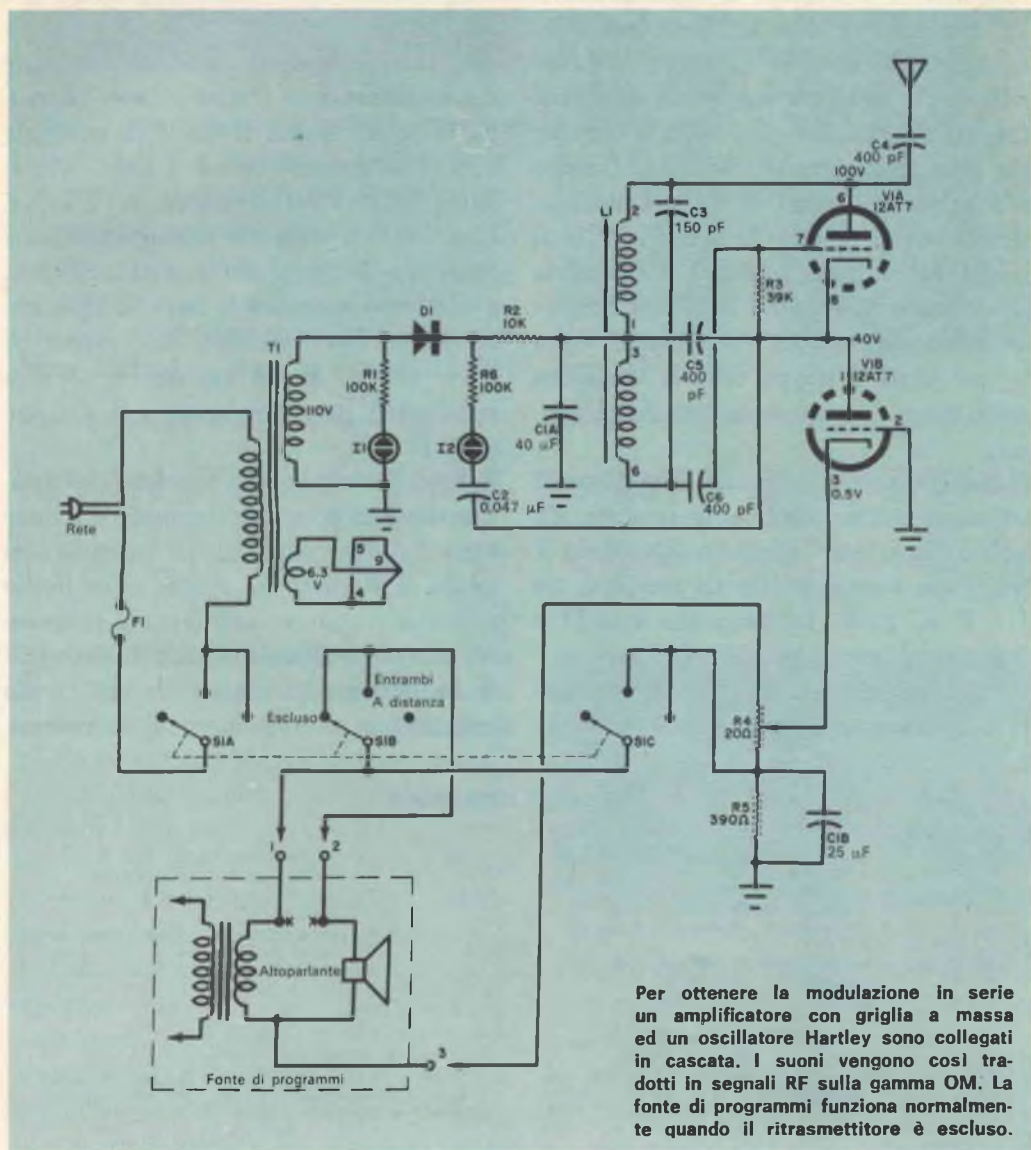 C4
400 pF
100V
6
V1A
12AT7
7
8
L1
2
C3
150 pF
R3
39K
D1
R2
10K
1
3
C5
400
pF
40V
V1B
12AT7
T1
110V
R1
100K
R6
100K
C1A
40 µF
2
I1
I2
6
C6
400 pF
3
0.5V
C2
0,047 µF
Rete
6.3
V
5
9
4
F1
Entrambi
A distanza
Escluso
S1A
S1B
S1C
R4
20Ω
R5
390Ω
C1B
25 µF
1
2
X
X
Altoparlante
3
Fonte di programmi
Per ottenere la modulazione in serie
un amplificatore con griglia a massa
ed un oscillatore Hartley sono collegati
in cascata. I suoni vengono così tra-
dotti in segnali RF sulla gamma OM. La
fonte di programmi funziona normalmen-
te quando il ritrasmettitore è escluso.